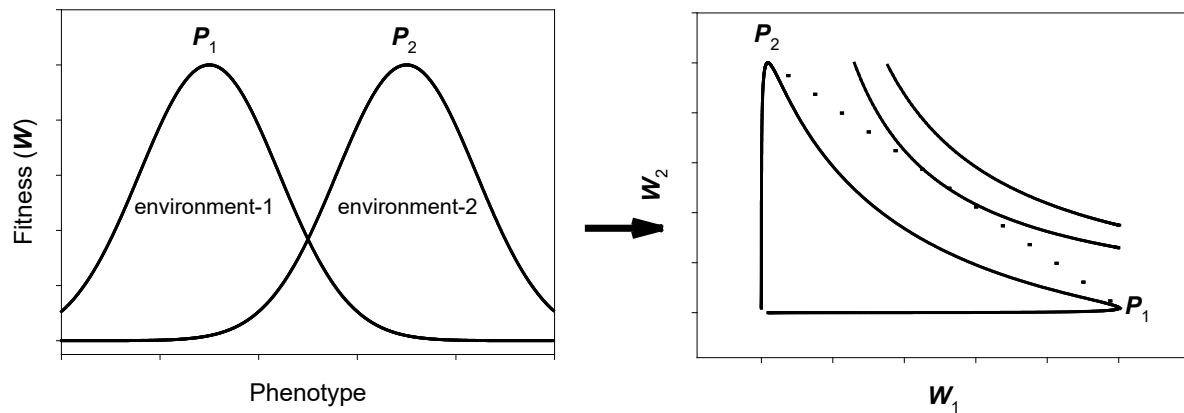 P1
P2
Fitness (W)
environment-1
environment-2
Phenotype
P2
W2
P1
W1